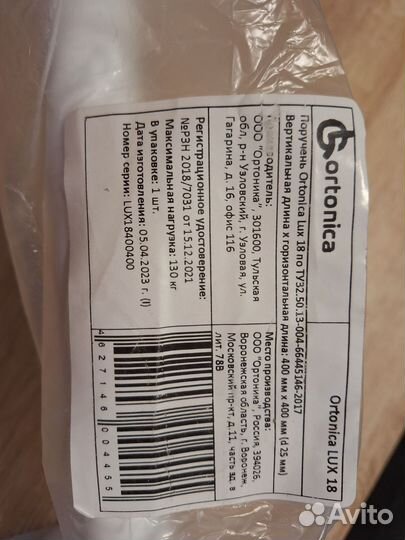 ortonica
Ortonica LUX 18
Поручень Ortonica Lux 18 по ТУ32.50.13-004-66445146-2017
Вертикальная длина х горизонтальная длина: 400 мм х 400 мм (d 25 мм)
ООО "Ортоника", 301600, Тульская
обл, р-н Узловский, г. Узловая, ул.
Гагарина, д. 16, офис 116
Место производства:
ООО "Ортоника", Россия, 394026,
Воронежская область, г. Воронеж,
Московский пр-кт, д.11, часть зд. в
лит. 78В
Регистрационное удостоверение:
№РЗН 2018/7031 от 15.12.2021
Максимальная нагрузка: 130 кг
В упаковке: 1 шт.
Дата изготовления: 05.04.2023 г. (I)
Номер серии: LUX18400400
4627146004455
Avito